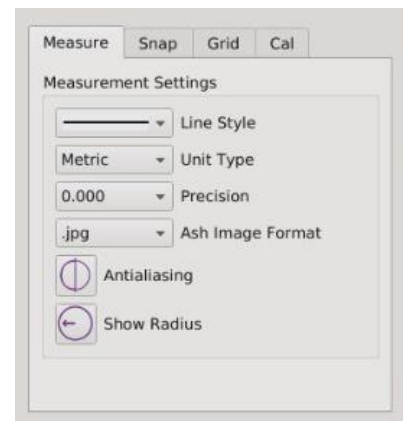 Measure Snap Grid Cal
Measurement Settings
Line Style
Metric Unit Type
0.000 Precision
.jpg Ash Image Format
Antialiasing
Show Radius